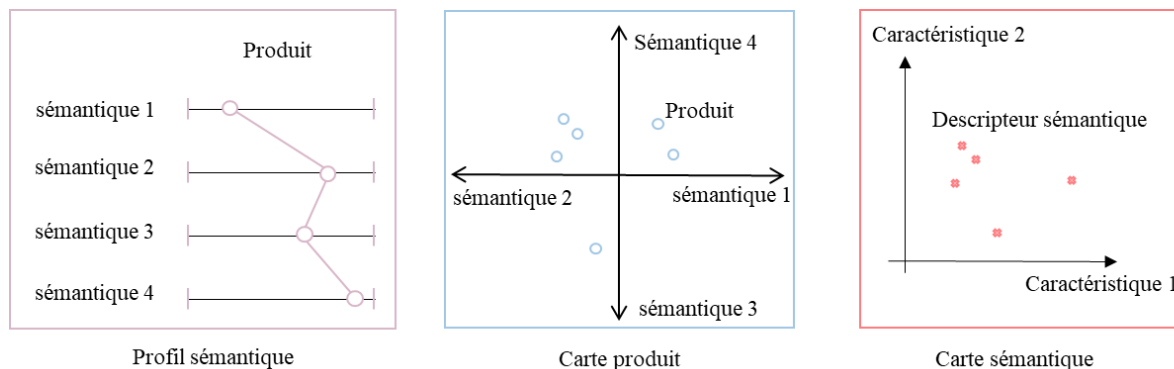 Produit
sémantique 1
sémantique 2
sémantique 3
sémantique 4
Profil sémantique
Sémantique 4
Produit
sémantique 2
sémantique 1
sémantique 3
Carte produit
Caractéristique 2
Descripteur sémantique
Caractéristique 1
Carte sémantique